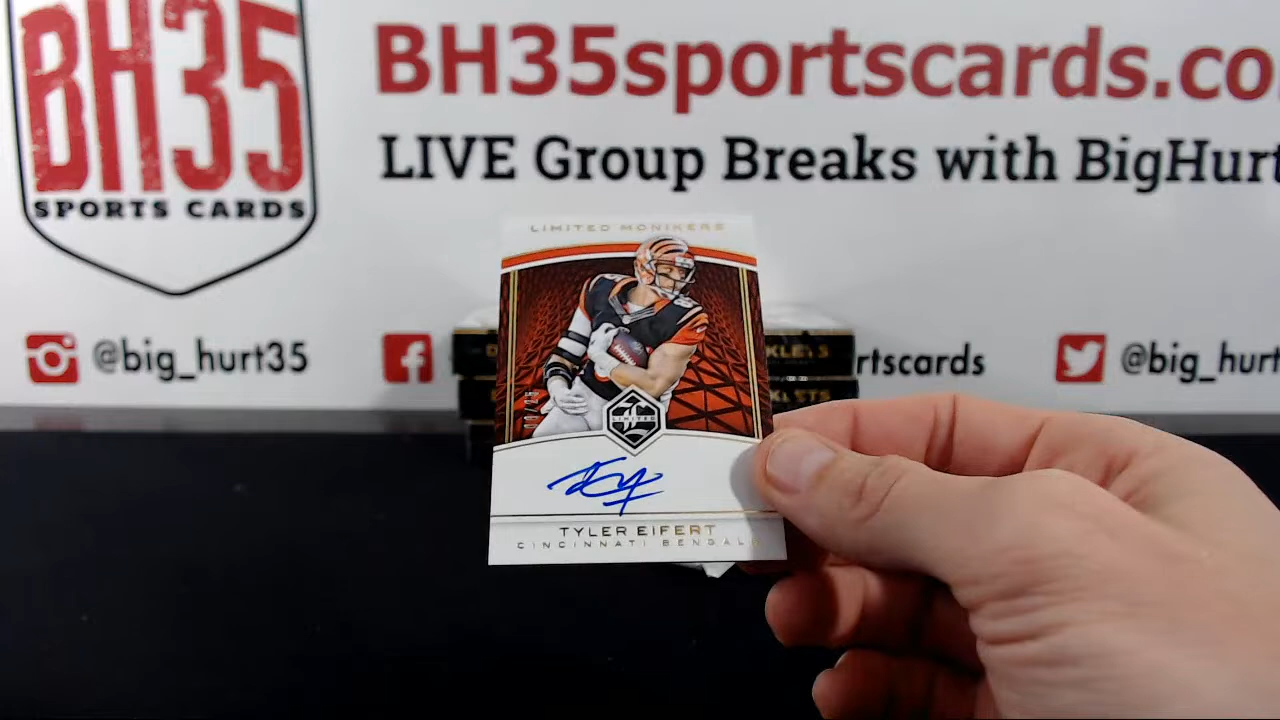 BH35
SPORTS CARDS
BH35sportscards.co
LIVE Group Breaks with BigHurt
@big_hurt35
rtscards
@big_hurt
LIMITED MONIKERS
LIMITED
TYLER EIFERT
CINCINNATI BENGALS